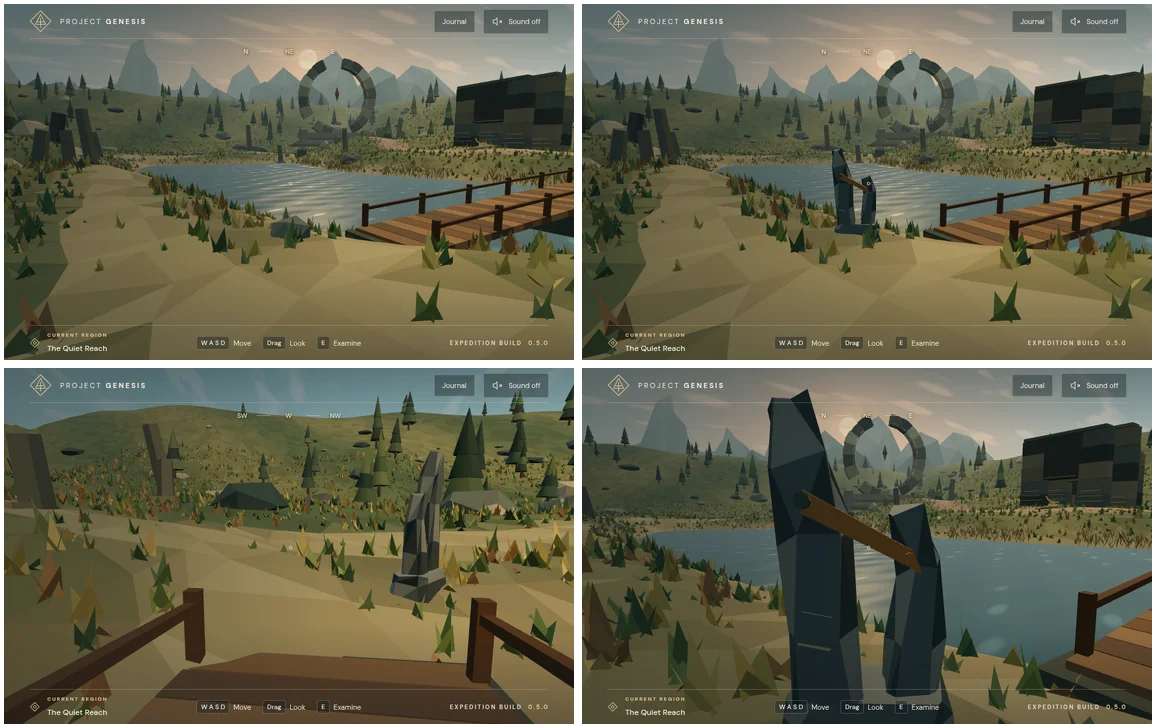 PROJECT GENESIS
Journal
Sound off
N NE E
CURRENT REGION
The Quiet Reach
WASD Move Drag Look E Examine
EXPEDITION BUILD 0.5.0
PROJECT GENESIS
Journal
Sound off
N NE E
CURRENT REGION
The Quiet Reach
WASD Move Drag Look E Examine
EXPEDITION BUILD 0.5.0
PROJECT GENESIS
Journal
Sound off
SW W NW
CURRENT REGION
The Quiet Reach
WASD Move Drag Look E Examine
EXPEDITION BUILD 0.5.0
PROJECT GENESIS
Journal
Sound off
N NE E
CURRENT REGION
The Quiet Reach
WASD Move Drag Look E Examine
EXPEDITION BUILD 0.5.0